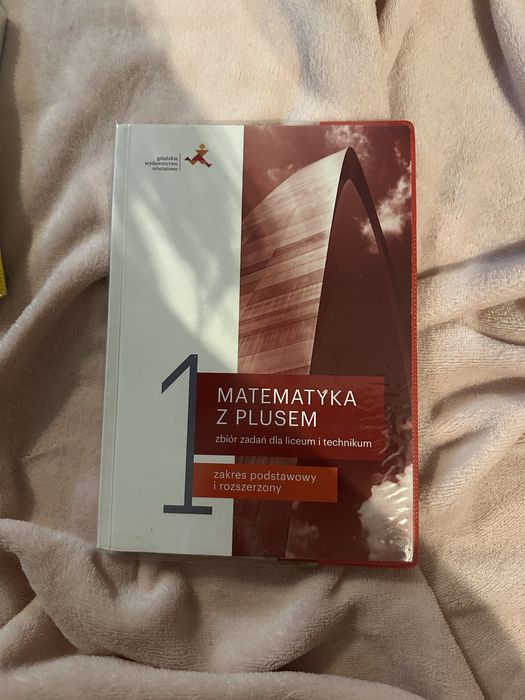 gdańskie
wydawnictwo
oświatowe
1
MATEMATYKA
Z PLUSEM
zbiór zadań dla liceum i technikum
zakres podstawowy
i rozszerzony